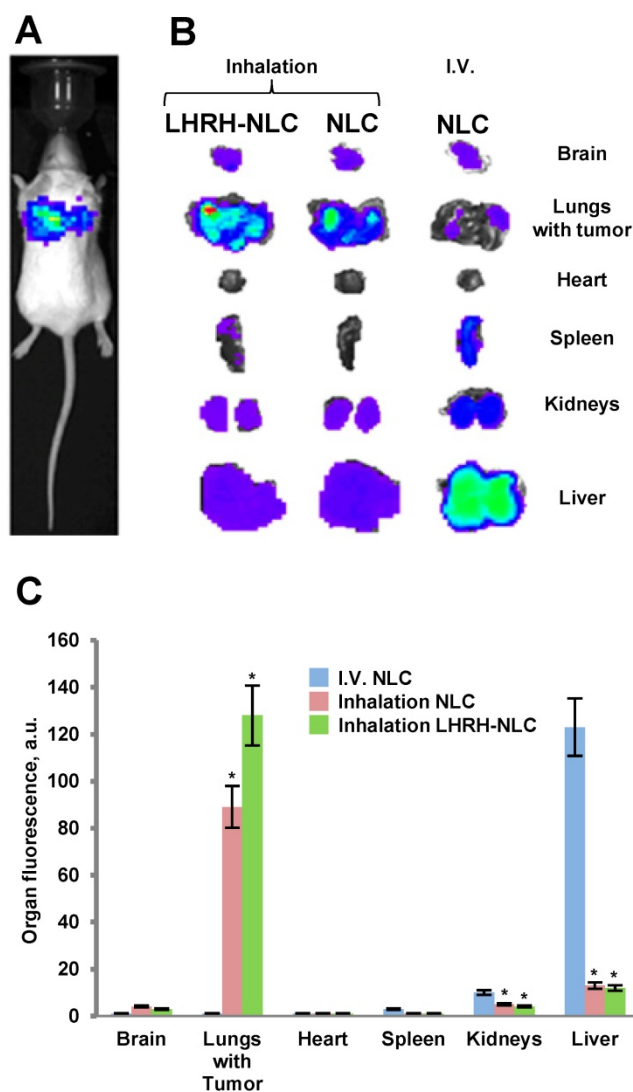 A
B
Inhalation
I.V.
LHRH-NLC
NLC
NLC
Brain
Lungs
with tumor
Heart
Spleen
Kidneys
Liver
C
Organ fluorescence, a.u.
160
140
120
100
80
60
40
20
0
I.V. NLC
Inhalation NLC
Inhalation LHRH-NLC
*
*
*
*
*
*
Brain
Lungs
with
Tumor
Heart
Spleen
Kidneys
Liver